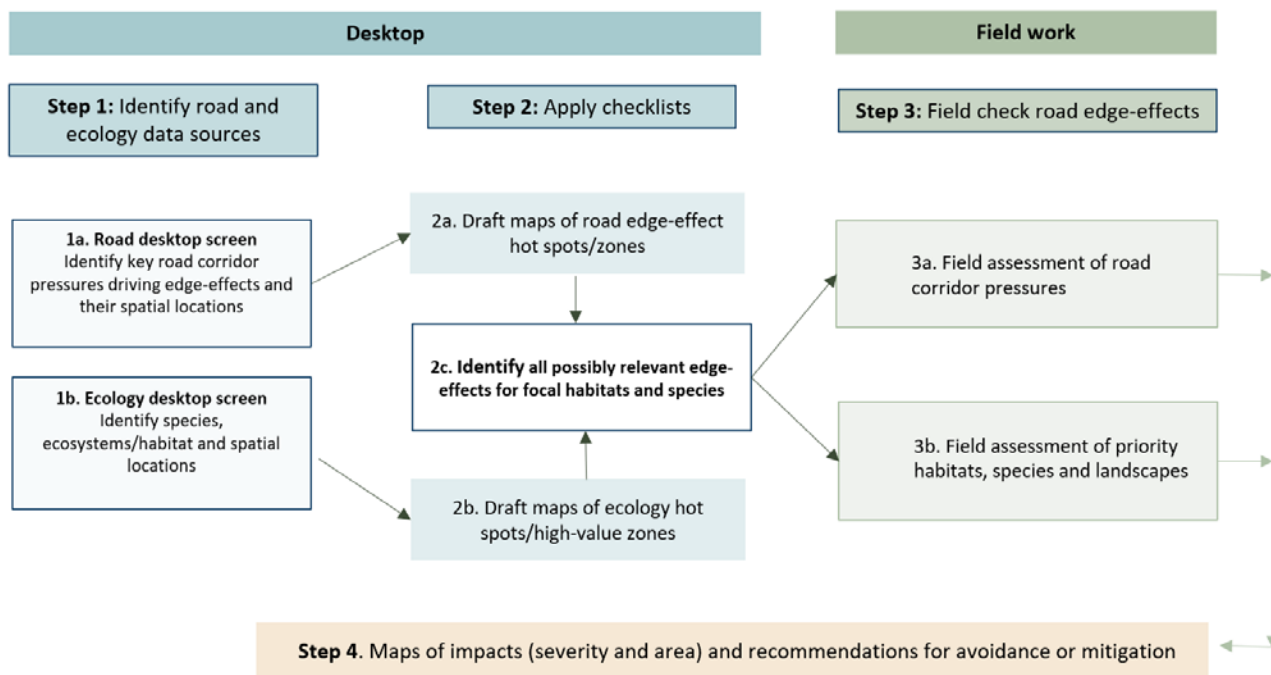 Desktop
Field work
Step 1: Identify road and
ecology data sources
Step 2: Apply checklists
Step 3: Field check road edge-effects
1a. Road desktop screen
Identify key road corridor
pressures driving edge-effects and
their spatial locations
2a. Draft maps of road edge-effect
hot spots/zones
3a. Field assessment of road
corridor pressures
2c. Identify all possibly relevant edge-
effects for focal habitats and species
1b. Ecology desktop screen
Identify species,
ecosystems/habitat and spatial
locations
3b. Field assessment of priority
habitats, species and landscapes
2b. Draft maps of ecology hot
spots/high-value zones
Step 4. Maps of impacts (severity and area) and recommendations for avoidance or mitigation